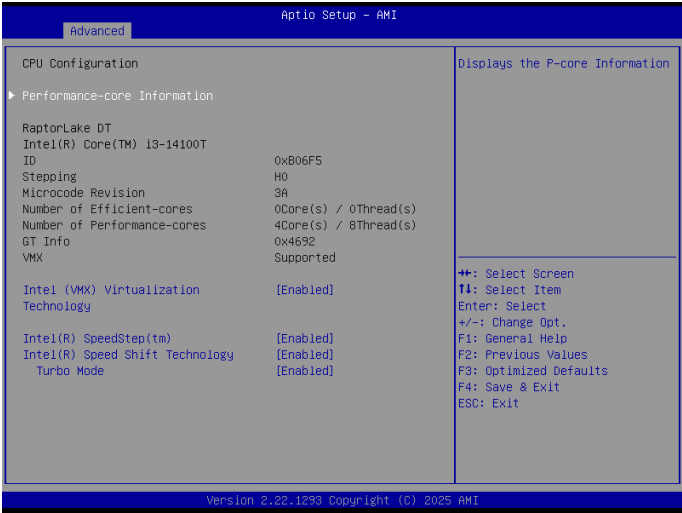 Aptio Setup – AMI
Advanced
CPU Configuration
Performance-core Information
RaptorLake DT
Intel(R) Core(TM) i3-14100T
ID 0xB06F5
Stepping H0
Microcode Revision 3A
Number of Efficient-cores 0Core(s) / 0Thread(s)
Number of Performance-cores 4Core(s) / 8Thread(s)
GT Info 0x4692
VMX Supported
Intel (VMX) Virtualization [Enabled]
Technology
Intel(R) SpeedStep(tm) [Enabled]
Intel(R) Speed Shift Technology [Enabled]
Turbo Mode [Enabled]
Displays the P-core Information
→←: Select Screen
↑↓: Select Item
Enter: Select
+/-: Change Opt.
F1: General Help
F2: Previous Values
F3: Optimized Defaults
F4: Save & Exit
ESC: Exit
Version 2.22.1293 Copyright (C) 2025 AMI